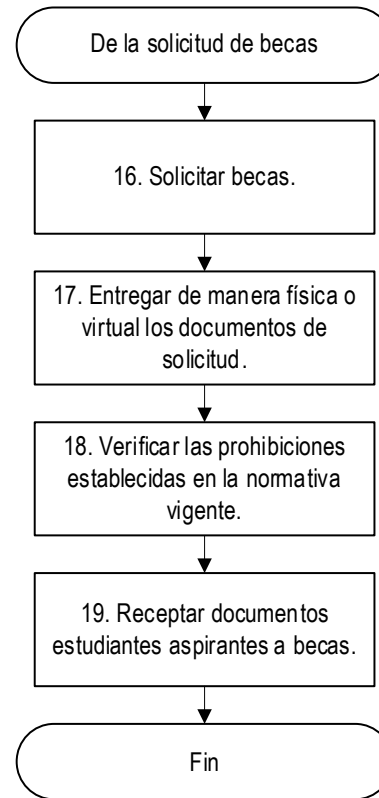 De la solicitud de becas
16. Solicitar becas.
17. Entregar de manera física o
virtual los documentos de
solicitud.
18. Verificar las prohibiciones
establecidas en la normativa
vigente.
19. Receptar documentos
estudiantes aspirantes a becas.
Fin